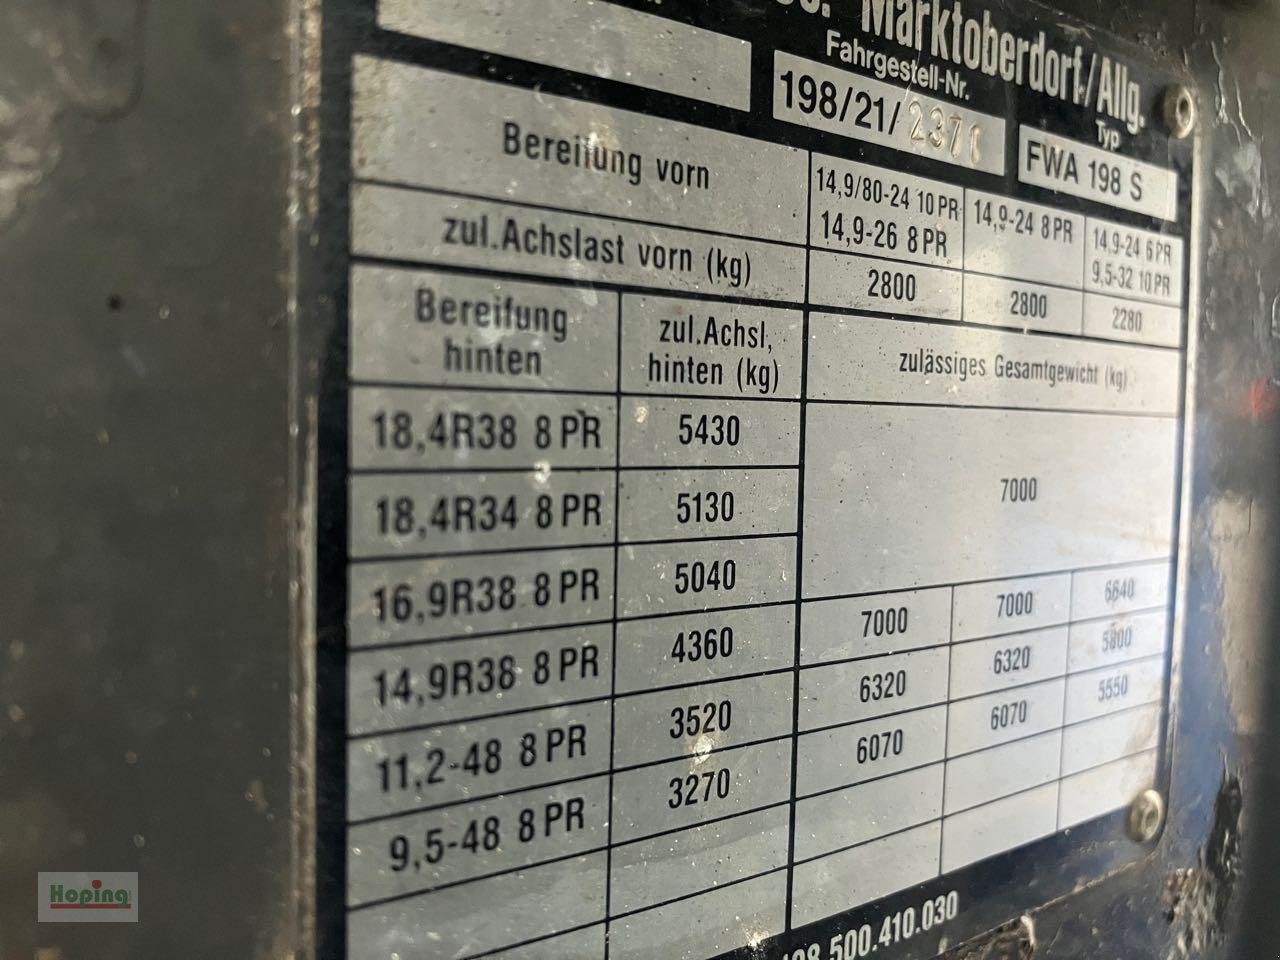 Marktoberdorf/Allg.
Fahrgestell-Nr.
Typ
198/21/2371
FWA 198 S
Bereifung vorn
14,9/80-24 10 PR
14,9-26 8 PR
14,9-24 8 PR
14,9-24 6 PR
9,5-32 10 PR
zul.Achslast vorn (kg)
2800
2800
2280
Bereifung
hinten
zul.Achsl,
hinten (kg)
zulässiges Gesamtgewicht (kg)
18,4R38 8 PR
5430
7000
18,4R34 8 PR
5130
16,9R38 8 PR
5040
14,9R38 8 PR
4360
7000
7000
6640
11,2-48 8 PR
3520
6320
6320
5800
9,5-48 8 PR
3270
6070
6070
5550
198.500.410.030
Hoping